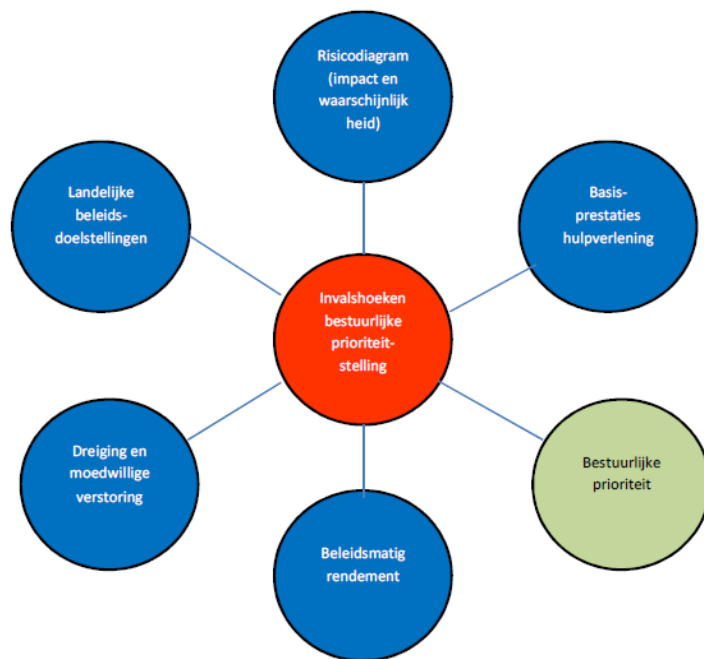 Risicodiagram
(impact en
waarschijnlijk
heid)
Landelijke
beleids-
doelstellingen
Basis-
prestaties
hulpverlening
Invalshoeken
bestuurlijke
prioriteit-
stelling
Dreiging en
moedwillige
verstoring
Bestuurlijke
prioriteit
Beleidsmatig
rendement